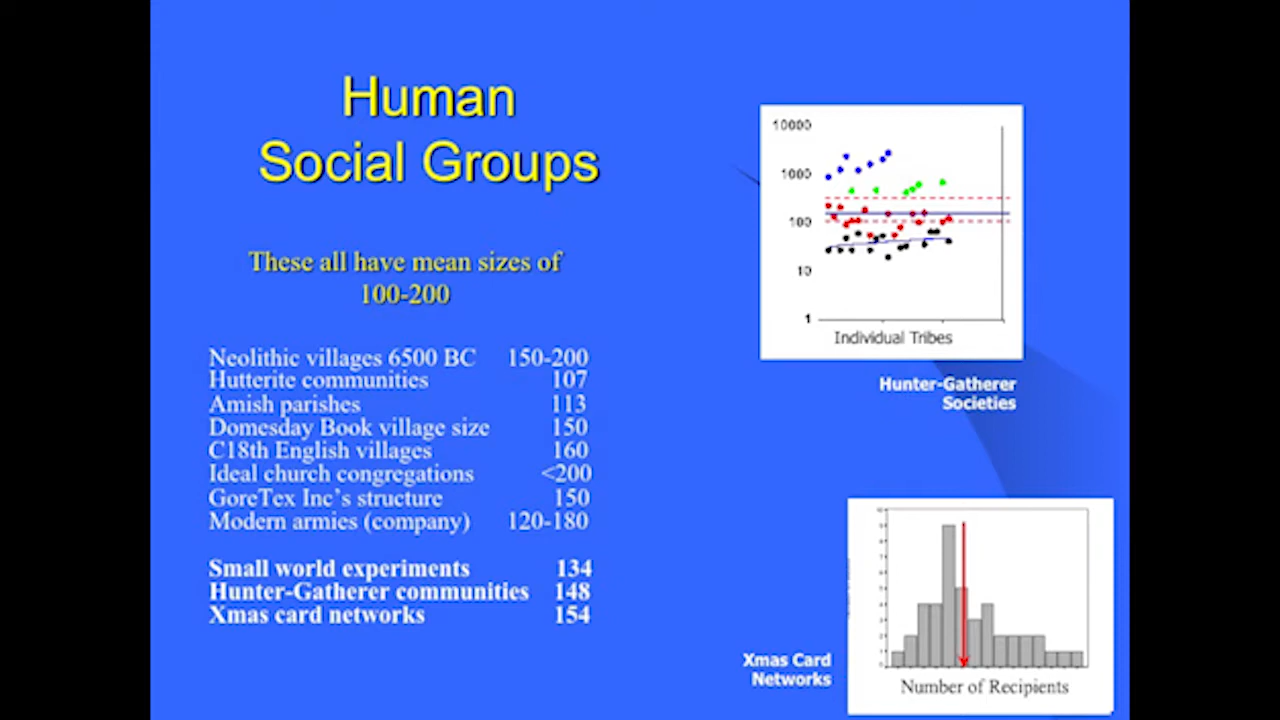 Human
Social Groups
These all have mean sizes of
100-200
Neolithic villages 6500 BC 150-200
Hutterite communities 107
Amish parishes 113
Domesday Book village size 150
C18th English villages 160
Ideal church congregations <200
GoreTex Inc's structure 150
Modern armies (company) 120-180
Small world experiments 134
Hunter-Gatherer communities 148
Xmas card networks 154
10000
1000
100
10
1
Individual Tribes
Hunter-Gatherer
Societies
Xmas Card
Networks
Number of Recipients